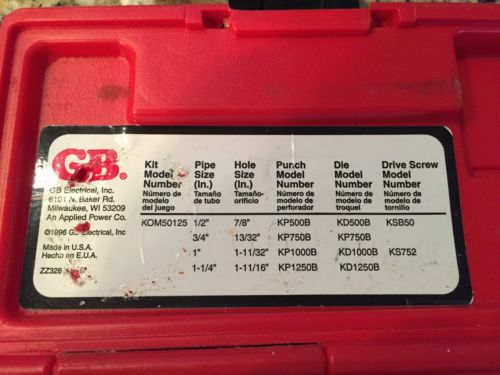 GB®
GB Electrical, Inc.
6101 N. Baker Rd.
Milwaukee, WI 53209
An Applied Power Co.
©1996 GB Electrical, Inc
Made in U.S.A.
Hecho en E.U.A.
ZZ328
Kit Model Number Pipe Size (In.) Hole Size (In.) Punch Model Number Die Model Number Drive Screw Model Number
Número de modelo del juego Tamaño de tubo Tamaño-orificio Número de modelo de perforador Número de modelo de troquel Número de modelo de tornillo
KOM50125 1/2" 7/8" KP500B KD500B KSB50
3/4" 13/32" KP750B KP750B
1" 1-11/32" KP1000B KD1000B KS752
1-1/4" 1-11/16" KP1250B KD1250B